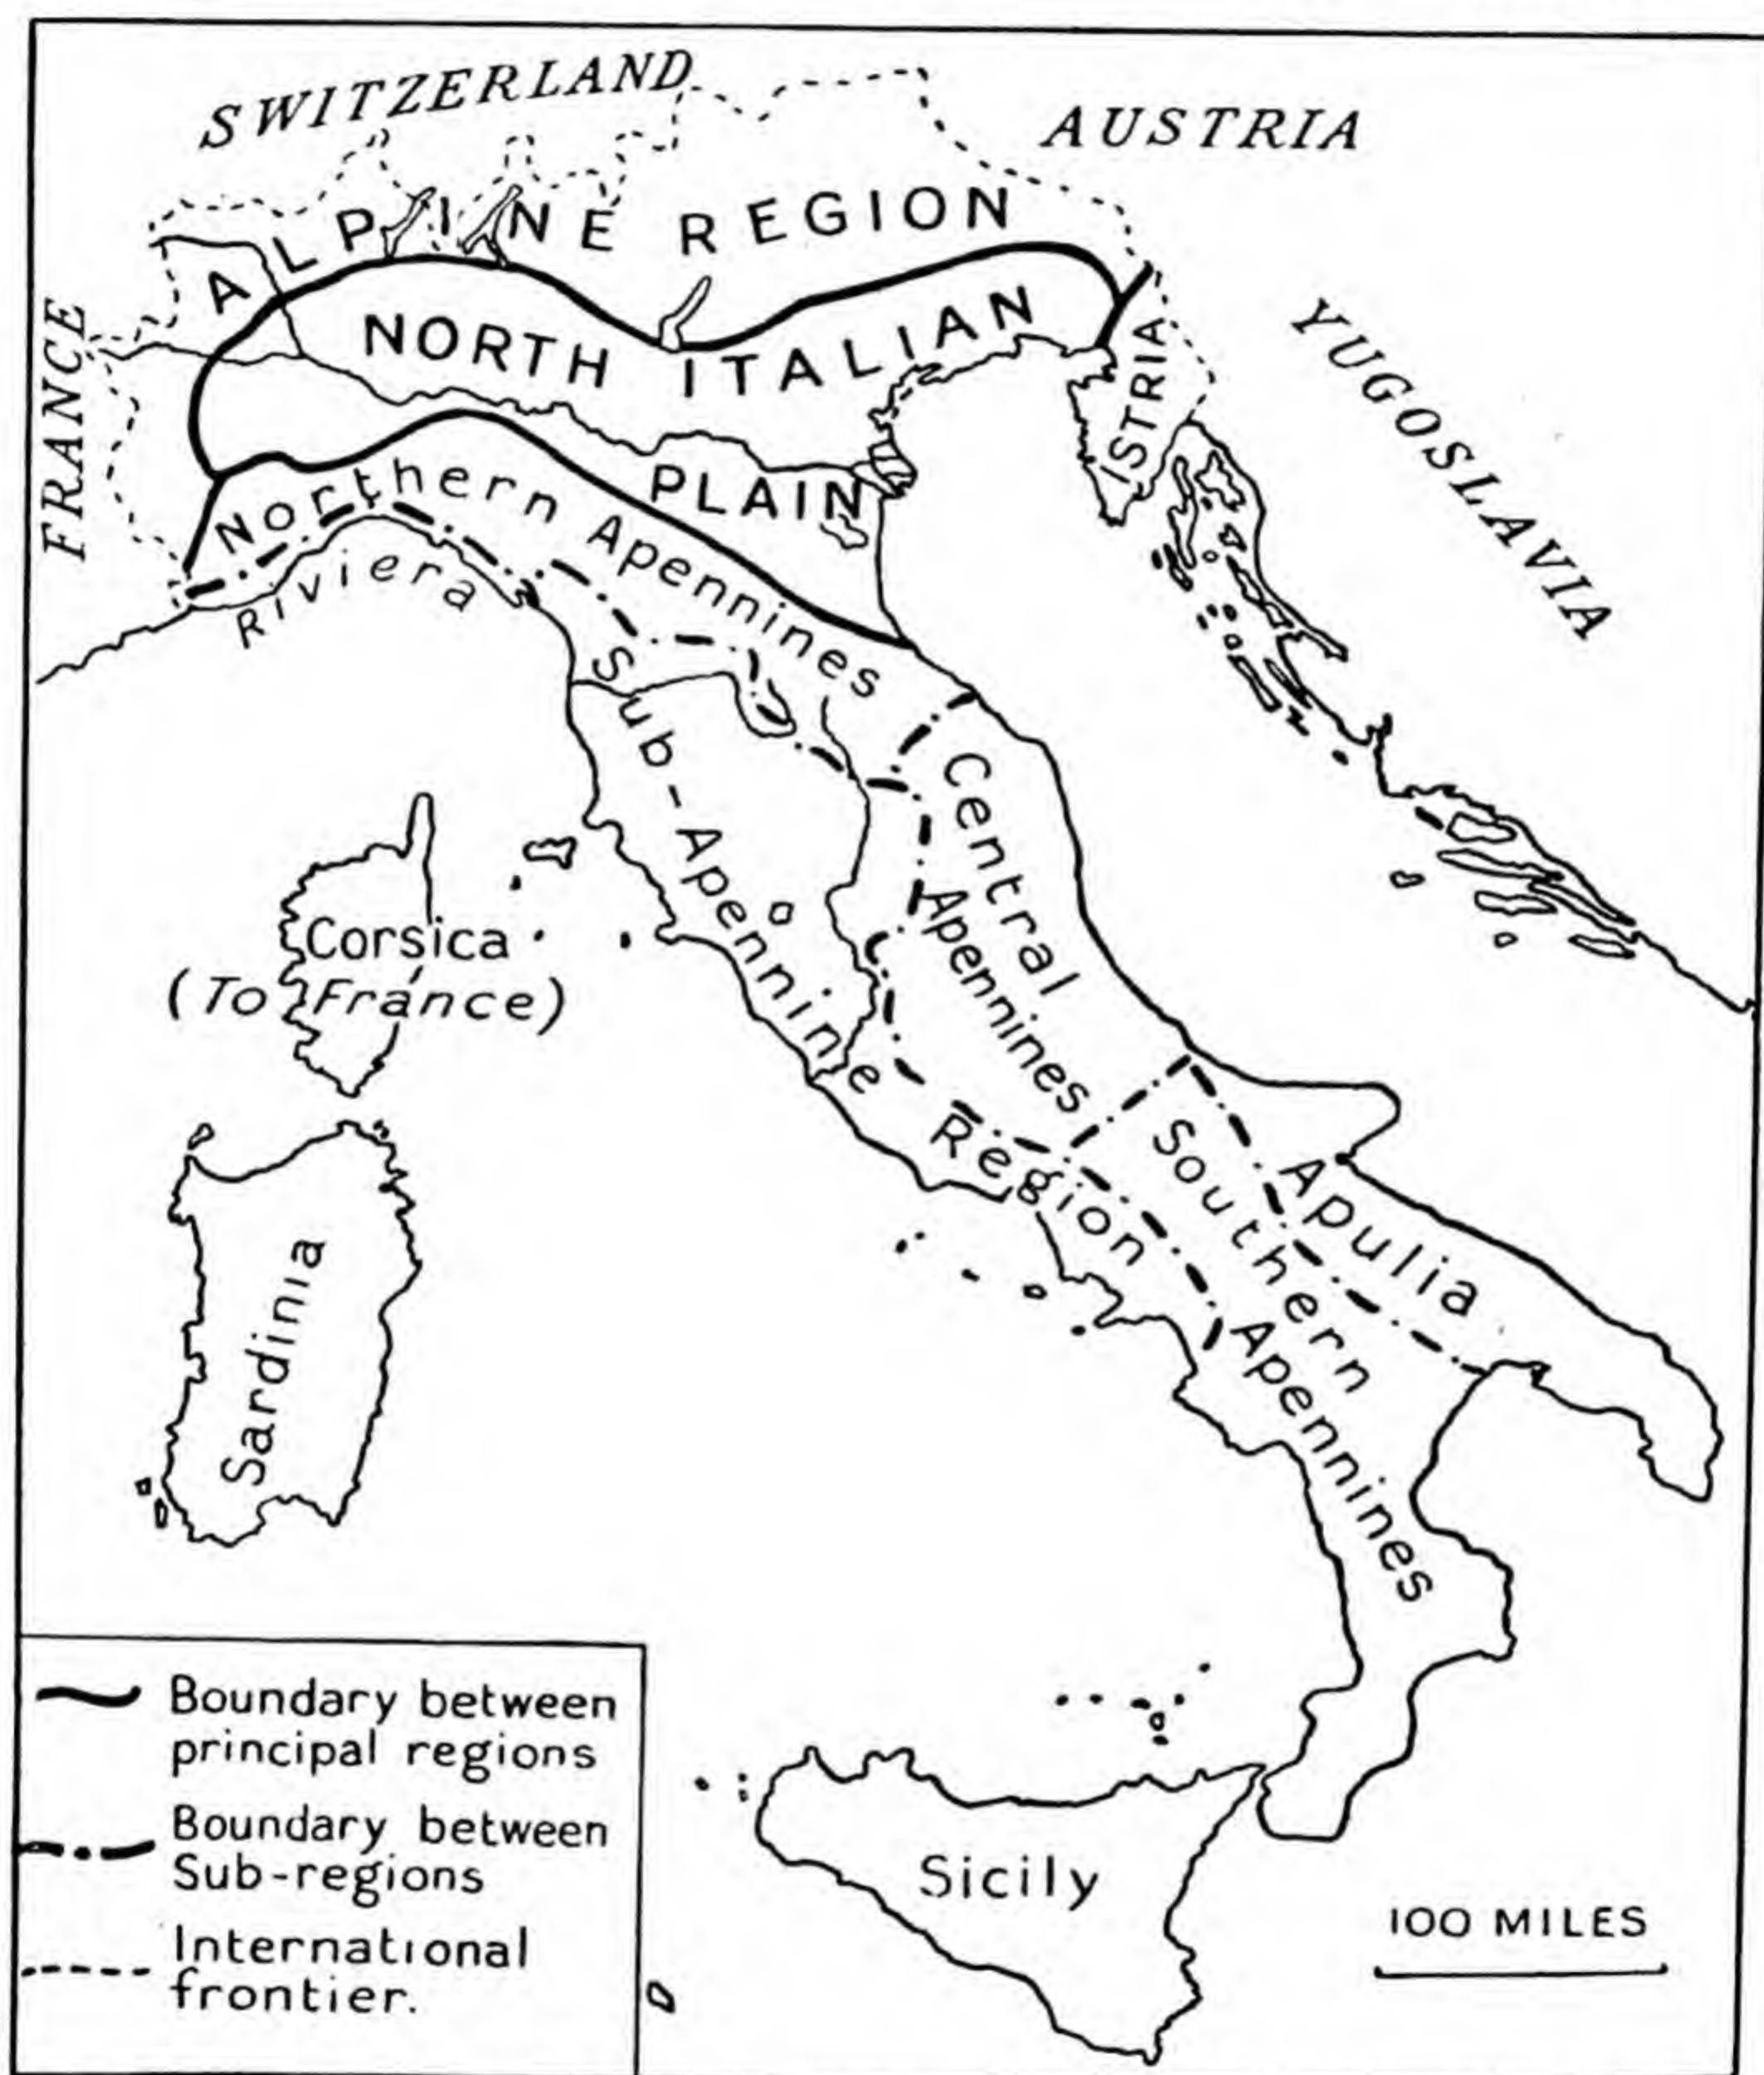 SWITZERLAND
AUSTRIA
ALPINE REGION
FRANCE
NORTH ITALIAN
PLAIN
ISTRIA
YUGOSLAVIA
Northern Apennines
Riviera
Sub-Apennine Region
Central
Apennines
Corsica
(To France)
Sardinia
Southern
Apennines
Apulia
Sicily
Boundary between
principal regions
Boundary between
Sub-regions
International
frontier.
100 MILES